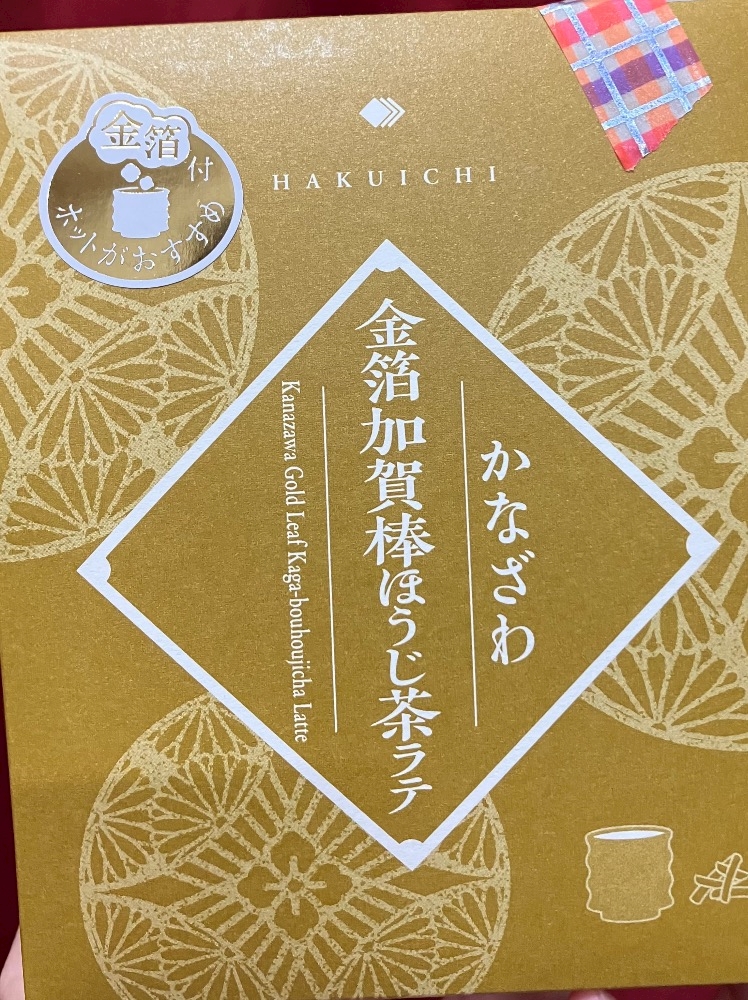 金箔
付
ホットがおすすめ
HAKUICHI
かなざわ
金箔加賀棒ほうじ茶ラテ
Kanazawa Gold Leaf Kaga-bouhoujicha Latte